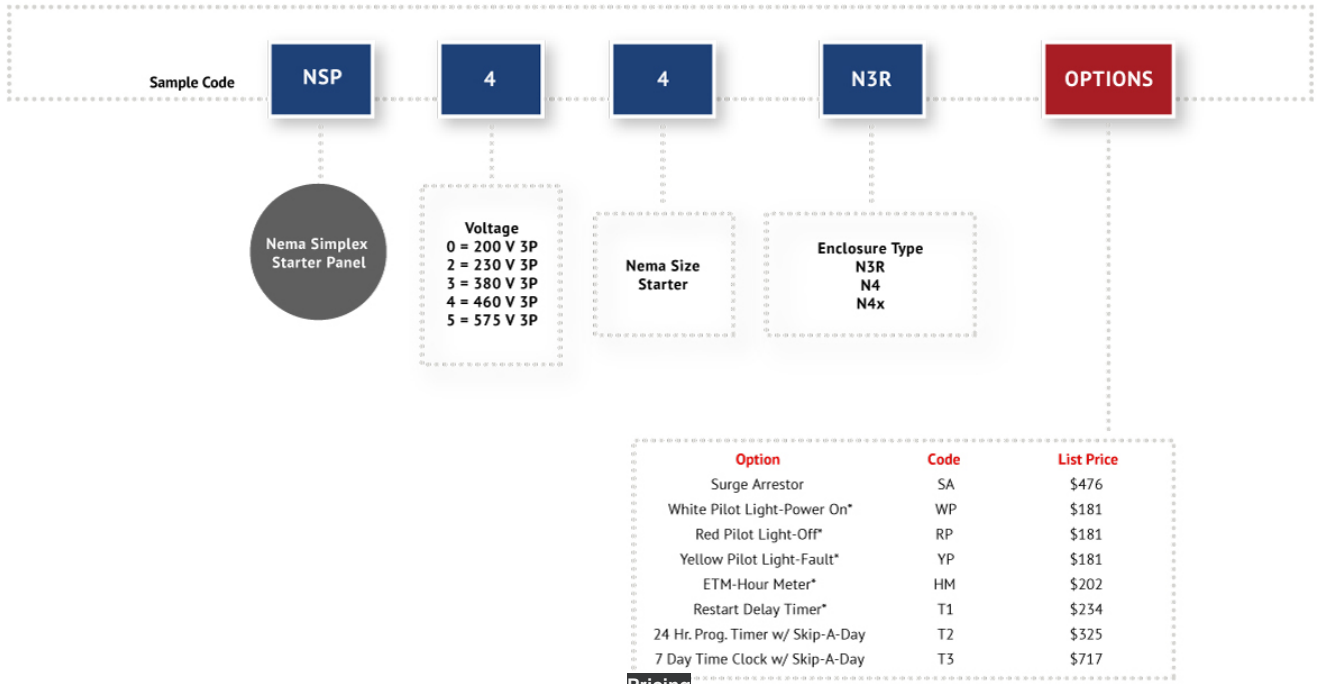 Sample Code
NSP
4
4
N3R
OPTIONS
Nema Simplex
Starter Panel
Voltage
0 = 200 V 3P
2 = 230 V 3P
3 = 380 V 3P
4 = 460 V 3P
5 = 575 V 3P
Nema Size
Starter
Enclosure Type
N3R
N4
N4x
Option Code List Price
Surge Arrestor SA $476
White Pilot Light-Power On* WP $181
Red Pilot Light-Off* RP $181
Yellow Pilot Light-Fault* YP $181
ETM-Hour Meter* HM $202
Restart Delay Timer* T1 $234
24 Hr. Prog. Timer w/ Skip-A-Day T2 $325
7 Day Time Clock w/ Skip-A-Day T3 $717
Pricing